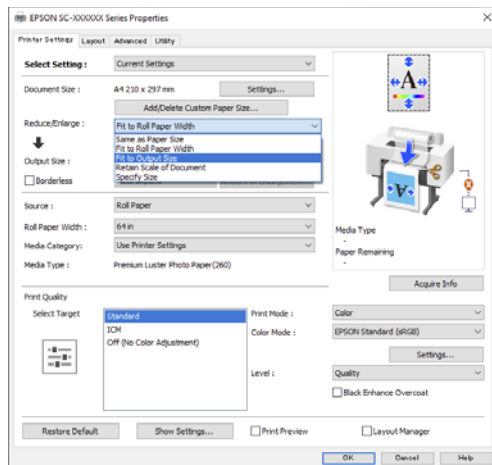 EPSON SC-XXXXXX Series Properties
Printer Settings Layout Advanced Utility
Select Setting : Current Settings
Document Size : A4 210 x 297 mm Settings...
Add/Delete Custom Paper Size...
Reduce/Enlarge : Fit to Roll Paper Width
Same as Paper Size
Fit to Roll Paper Width
Output Size : Fit to Output Size
Retain Scale of Document
Borderless Specify Size
Source : Roll Paper
Roll Paper Width : 64 in
Media Category: Use Printer Settings
Media Type : Premium Luster Photo Paper(260)
A
A
Media Type
-
Paper Remaining
-
Acquire Info
Print Quality
Select Target Standard
ICM
Off (No Color Adjustment)
Print Mode : Color
Color Mode : EPSON Standard (sRGB)
Settings...
Level : Quality
Black Enhance Overcoat
Restore Default Show Settings... Print Preview Layout Manager
OK Cancel Help